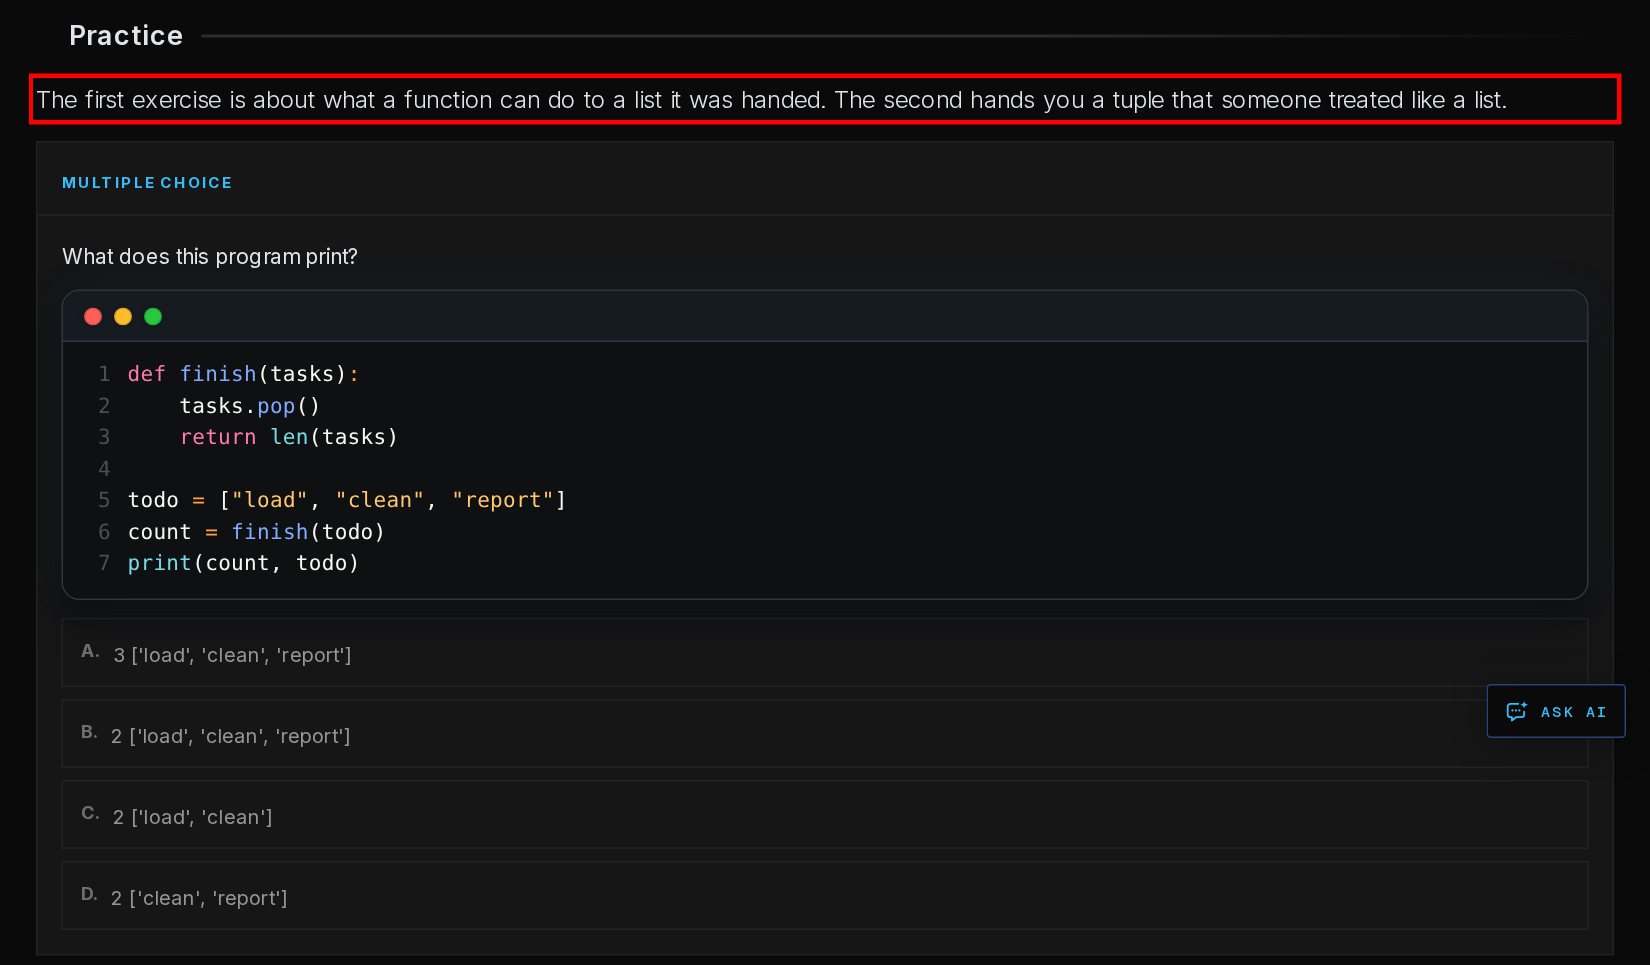 Practice
The first exercise is about what a function can do to a list it was handed. The second hands you a tuple that someone treated like a list.
MULTIPLE CHOICE
What does this program print?
1 def finish(tasks):
2     tasks.pop()
3     return len(tasks)
4
5 todo = ["load", "clean", "report"]
6 count = finish(todo)
7 print(count, todo)
A. 3 ['load', 'clean', 'report']
B. 2 ['load', 'clean', 'report']
ASK AI
C. 2 ['load', 'clean']
D. 2 ['clean', 'report']